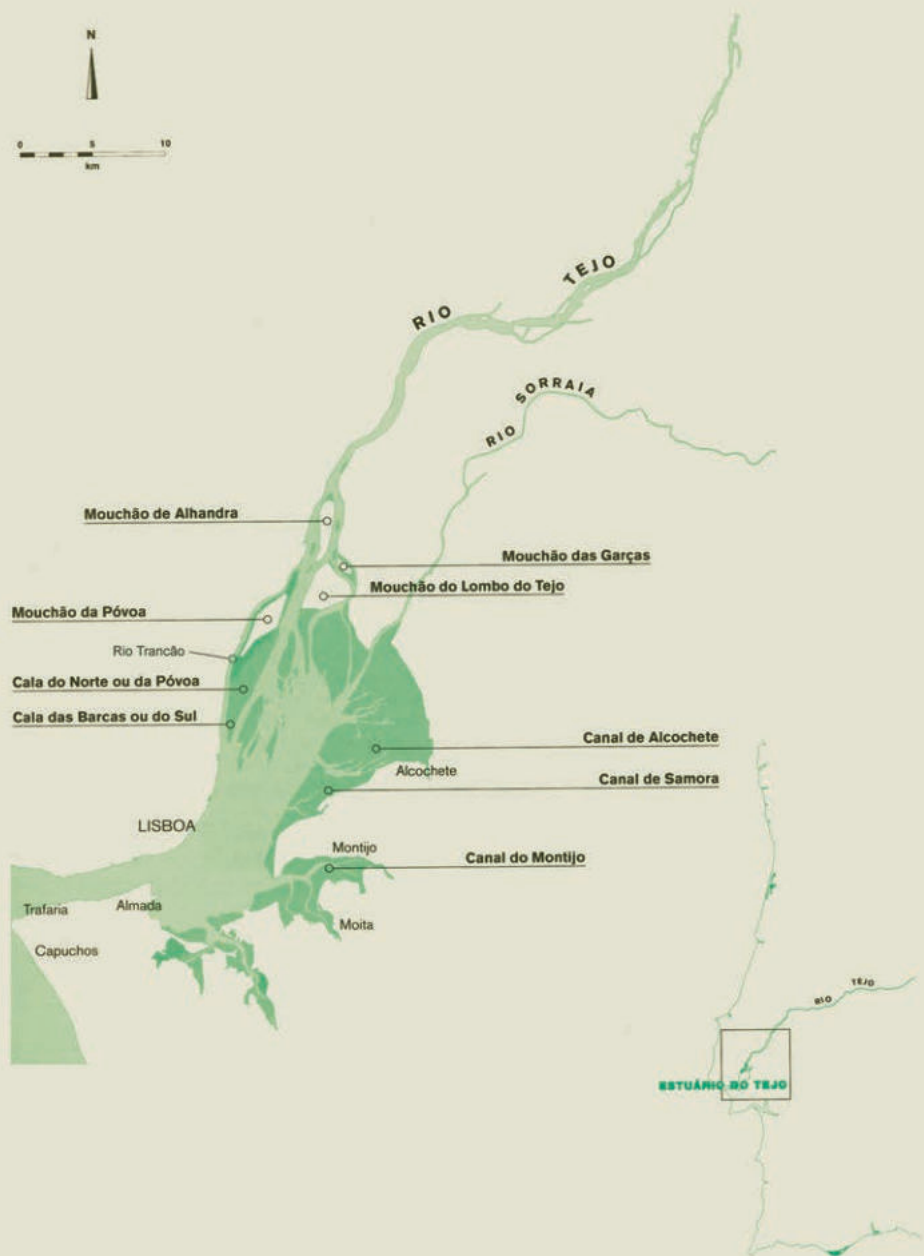 N
0 5 10
km
RIO TEJO
RIO SORRAIA
Mouchão de Alhandra
Mouchão das Garças
Mouchão do Lombo do Tejo
Mouchão da Póvoa
Rio Trancão
Cala do Norte ou da Póvoa
Cala das Barcas ou do Sul
Canal de Alcochete
Alcochete
Canal de Samora
LISBOA
Montijo
Canal do Montijo
Trafaria
Almada
Moita
Capuchos
RIO TEJO
ESTUÁRIO DO TEJO